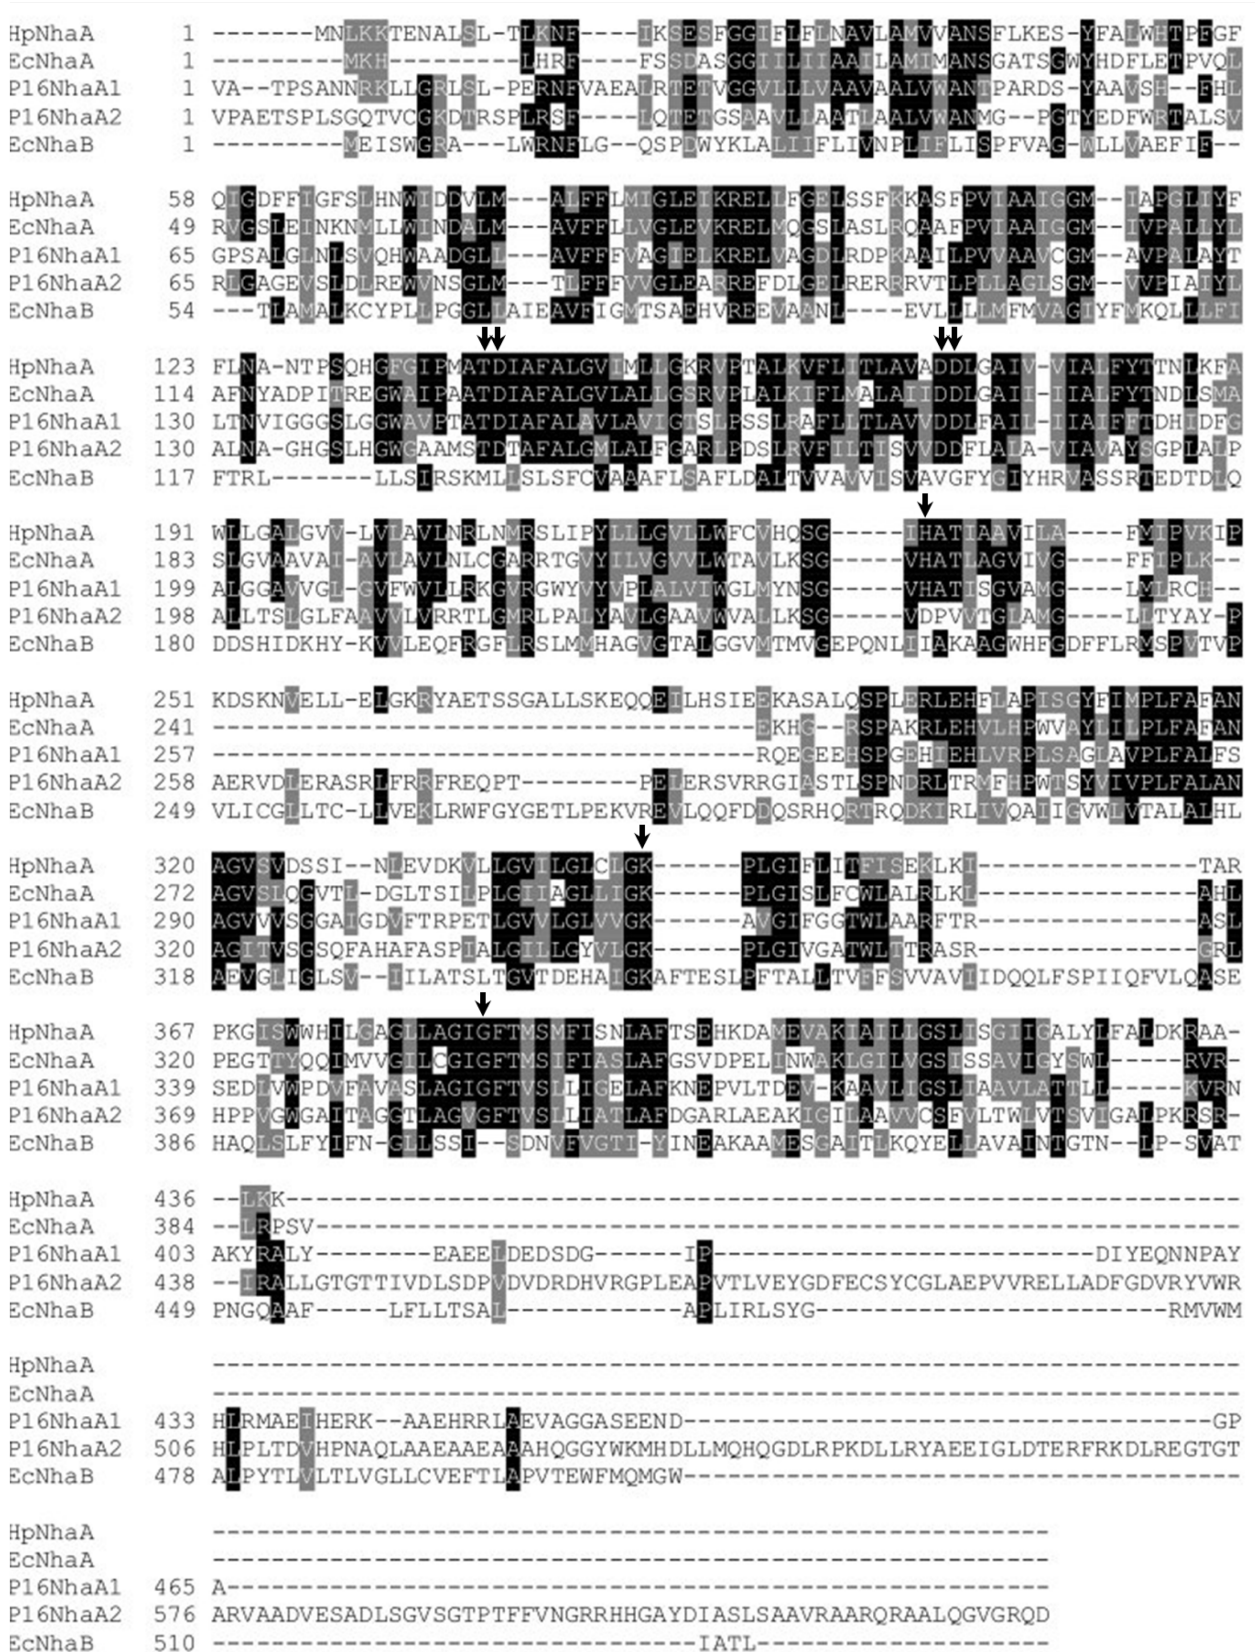 HpNhaA 1 -------MNLKKTENALSL-TLKNF----IKSESFGGIFLFLNAVLAMVVANSFLKES-YFALWHTPFGF
EcNhaA 1 ---------MKH---------LHRF----FSSDASGGIILIIAAILAMIMANSGATSGWYHDFLETPVQL
P16NhaA1 1 VA--TPSANNRKLLGRLSL-PERNFVAEALRTETVGGVLLLVAAVAALVWANTPARDS-YAAVSH--FHL
P16NhaA2 1 VPAETSPLSGQTVCGKDTRSPLRSF----LQTETGSAAVLLAATLAALVWANMG--PGTYEDFWRTALSV
EcNhaB 1 ---------MEISWGRA---LWRNFLG--QSPDWYKLALIIFLIVNPLIFLISPFVAG-WLLVAEFIF--
HpNhaA 58 QIGDFFIGFSLHNWIDDVLM---ALFFLMIGLEIKRELLFGELSSFKKASFPVIAAIGGM--IAPGLIYF
EcNhaA 49 RVGSLEINKNMLLWINDALM---AVFFLLVGLEVKRELMQGSLASLRQAAFPVIAAIGGM--IVPALLYL
P16NhaA1 65 GPSALGLNLSVQHWAADGLL---AVFFFVAGIELKRELVAGDLRDPKAAILPVVAAVCGM--AVPALAYT
P16NhaA2 65 RLGAGEVSLDLREWVNSGLM---TLFFFVVGLEARREFDLGELRERRRVTLPLLAGLSGM--VVPIAIYL
EcNhaB 54 ---TLAMALKCYPLLPGGLLAIEAVFIGMTSAEHVREEVAANL----EVLLLLMFMVAGIYFMKQLLLFI
HpNhaA 123 FLNA-NTPSQHGFGIPMATDIAFALGVIMLLGKRVPTALKVFLITLAVADDLGAIV-VIALFYTTNLKFA
EcNhaA 114 AFNYADPITREGWAIPAATDIAFALGVLALLGSRVPLALKIFLMALAIIDDLGAII-IIALFYTNDLSMA
P16NhaA1 130 LTNVIGGGSLGGWAVPTATDIAFALAVLAVIGTSLPSSLRAFLLTLAVVDDLFAIL-IIAIFFTDHIDFG
P16NhaA2 130 ALNA-GHGSLHGWGAAMSTDTAFALGMLALFGARLPDSLRVFILTISVVDDFLALA-VIAVAYSGPLALP
EcNhaB 117 FTRL-------LLSIRSKMLLSLSFCVAAAFLSAFLDALTVVAVVISVAVGFYGIYHRVASSRTEDTDLQ
HpNhaA 191 WLLGALGVV-LVLAVLNRLNMRSLIPYLLLGVLLWFCVHQSG-----IHATIAAVILA----FMIPVKIP
EcNhaA 183 SLGVAAVAI-AVLAVLNLCGARRTGVYILVGVVLWTAVLKSG-----VHATLAGVIVG----FFIPLK--
P16NhaA1 199 ALGGAVVGL-GVFWVLLRKGVRGWYVYVPLALVIWGLMYNSG-----VHATISGVAMG----LMLRCH--
P16NhaA2 198 ALLTSLGLFAAVVLVRRTLGMRLPALYAVLGAAVWVALLKSG-----VDPVVTGLAMG----LLTYAY-P
EcNhaB 180 DDSHIDKHY-KVVLEQFRGFLRSLMMHAGVGTALGGVMTMVGEPQNLIIAKAAGWHFGDFFLRMSPVTVP
HpNhaA 251 KDSKNVELL-ELGKRYAETSSGALLSKEQQEILHSIEEKASALQSPLERLEHFLAPISGYFIMPLFAFAN
EcNhaA 241 -------------------------------------EKHG--RSPAKRLEHVLHPWVAYLILPLFAFAN
P16NhaA1 257 -------------------------------------RQEGEEHSPGEHIEHLVRPLSAGLAVPLFALFS
P16NhaA2 258 AERVDLERASRLFRRFREQPT--------PELERSVRRGIASTLSPNDRLTRMFHPWTSYVIVPLFALAN
EcNhaB 249 VLICGLLTC-LLVEKLRWFGYGETLPEKVREVLQQFDDQSRHQRTRQDKIRLIVQAIIGVWLVTALALHL
HpNhaA 320 AGVSVDSSI--NLEVDKVLLGVILGLCLGK------PLGIFLITFISEKLKI---------------TAR
EcNhaA 272 AGVSLQGVTL-DGLTSILPLGIIAGLLIGK------PLGISLFCWLALRLKL---------------AHL
P16NhaA1 290 AGVVVSGGAIGDVFTRPETLGVVLGLVVGK------AVGIFGGTWLAARFTR---------------ASL
P16NhaA2 320 AGITVSGSQFAHAFASPIALGILLGYVLGK------PLGIVGATWLTTRASR---------------GRL
EcNhaB 318 AEVGLIGLSV--IILATSLTGVTDEHAIGKAFTESLPFTALLTVFFSVVAVIIDQQLFSPIIQFVLQASE
HpNhaA 367 PKGISWWHILGAGLLAGIGFTMSMFISNLAFTSEHKDAMEVAKIAILLGSLISGIIGALYLFALDKRAA-
EcNhaA 320 PEGTTYQQIMVVGILCGIGFTMSIFIASLAFGSVDPELINWAKLGILVGSISSAVIGYSWL-----RVR-
P16NhaA1 339 SEDLVWPDVFAVASLAGIGFTVSLLIGELAFKNEPVLTDEV-KAAVLIGSLIAAVLATTLL-----KVRN
P16NhaA2 369 HPPVGWGAITAGGTLAGVGFTVSLLIATLAFDGARLAEAKIGILAAVVCSFVLTWLVTSVIGALPKRSR-
EcNhaB 386 HAQLSLFYIFN-GLLSSI--SDNVFVGTI-YINEAKAAMESGAITLKQYELLAVAINTGTN--LP-SVAT
HpNhaA 436 --LKK-----------------------------------------------------------------
EcNhaA 384 --LRPSV---------------------------------------------------------------
P16NhaA1 403 AKYRALY--------EAEELDEDSDG------IP--------------------------DIYEQNNPAY
P16NhaA2 438 --IRALLGTGTTIVDLSDPVDVDRDHVRGPLEAPVTLVEYGDFECSYCGLAEPVVRELLADFGDVRYVWR
EcNhaB 449 PNGQAAF-----LFLLTSAL------------APLIRLSYG------------------------RMVWM
HpNhaA ----------------------------------------------------------------------
EcNhaA ----------------------------------------------------------------------
P16NhaA1 433 HLRMAEIHERK--AAEHRRLAEVAGGASEEND------------------------------------GP
P16NhaA2 506 HLPLTDVHPNAQLAAEAAEAAAHQGGYWKMHDLLMQHQGDLRPKDLLRYAEEIGLDTERFRKDLREGTGT
EcNhaB 478 ALPYTLVLTLVGLLCVEFTLAPVTEWFMQMGW--------------------------------------
HpNhaA ---------------------------------------------------------
EcNhaA ---------------------------------------------------------
P16NhaA1 465 A--------------------------------------------------------
P16NhaA2 576 ARVAADVESADLSGVSGTPTFFVNGRRHHGAYDIASLSAAVRAARQRAALQGVGRQD
EcNhaB 510 ---------------------------------IATL--------------------